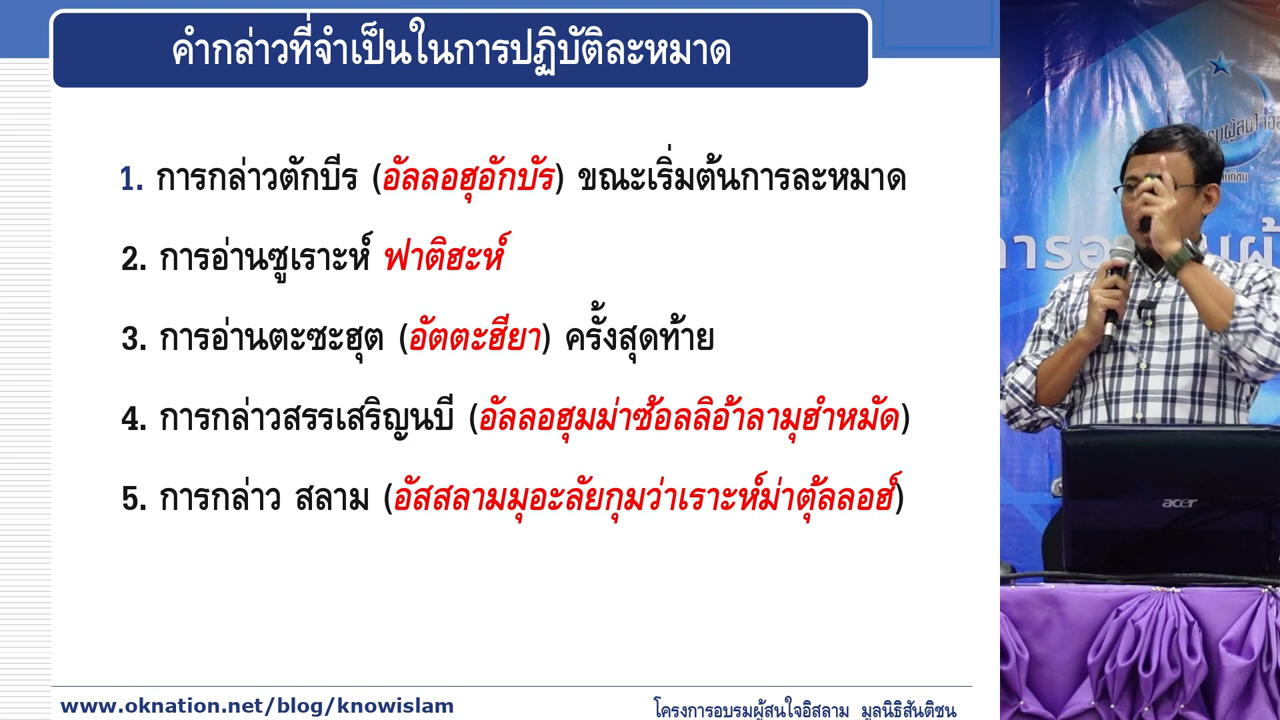 คำกล่าวที่จำเป็นในการปฏิบัติละหมาด
1. การกล่าวตักบีร (อัลลอฮุอักบัร) ขณะเริ่มต้นการละหมาด
2. การอ่านซูเราะห์ ฟาติฮะห์
3. การอ่านตะซะฮุต (อัตตะฮียา) ครั้งสุดท้าย
4. การกล่าวสรรเสริญนบี (อัลลอฮุมม่าซ้อลลิอ้าลามุฮำหมัด)
5. การกล่าว สลาม (อัสสลามมุอะลัยกุมว่าเราะห์ม่าตุ้ลลอฮ์)
www.oknation.net/blog/knowislam
โครงการอบรมผู้สนใจอิสลาม มูลนิธิสันติชน
acer